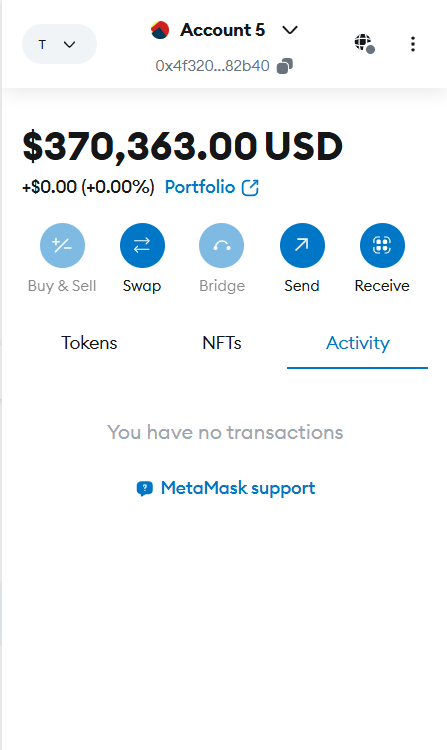 T
Account 5
0x4f320...82b40
$370,363.00 USD
+$0.00 (+0.00%) Portfolio
Buy & Sell Swap Bridge Send Receive
Tokens NFTs Activity
You have no transactions
MetaMask support